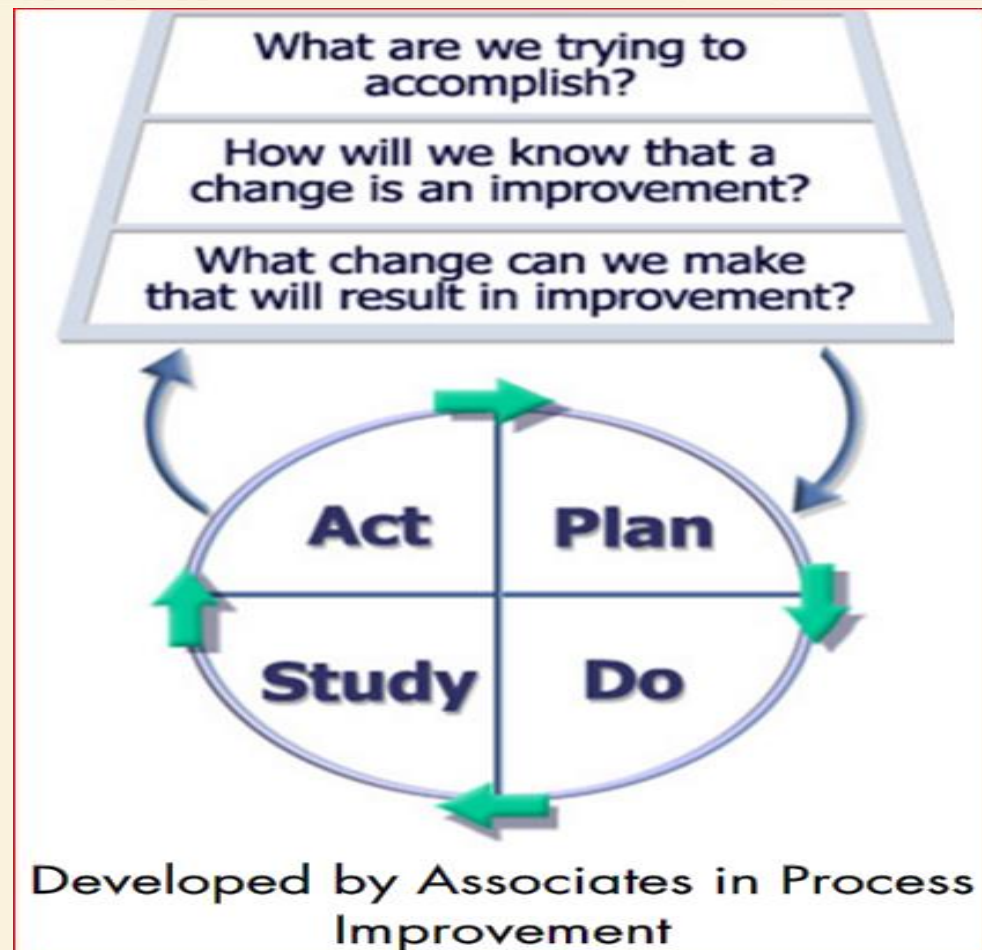 What are we trying to
accomplish?
How will we know that a
change is an improvement?
What change can we make
that will result in improvement?
Act
Plan
Study
Do
Developed by Associates in Process
Improvement